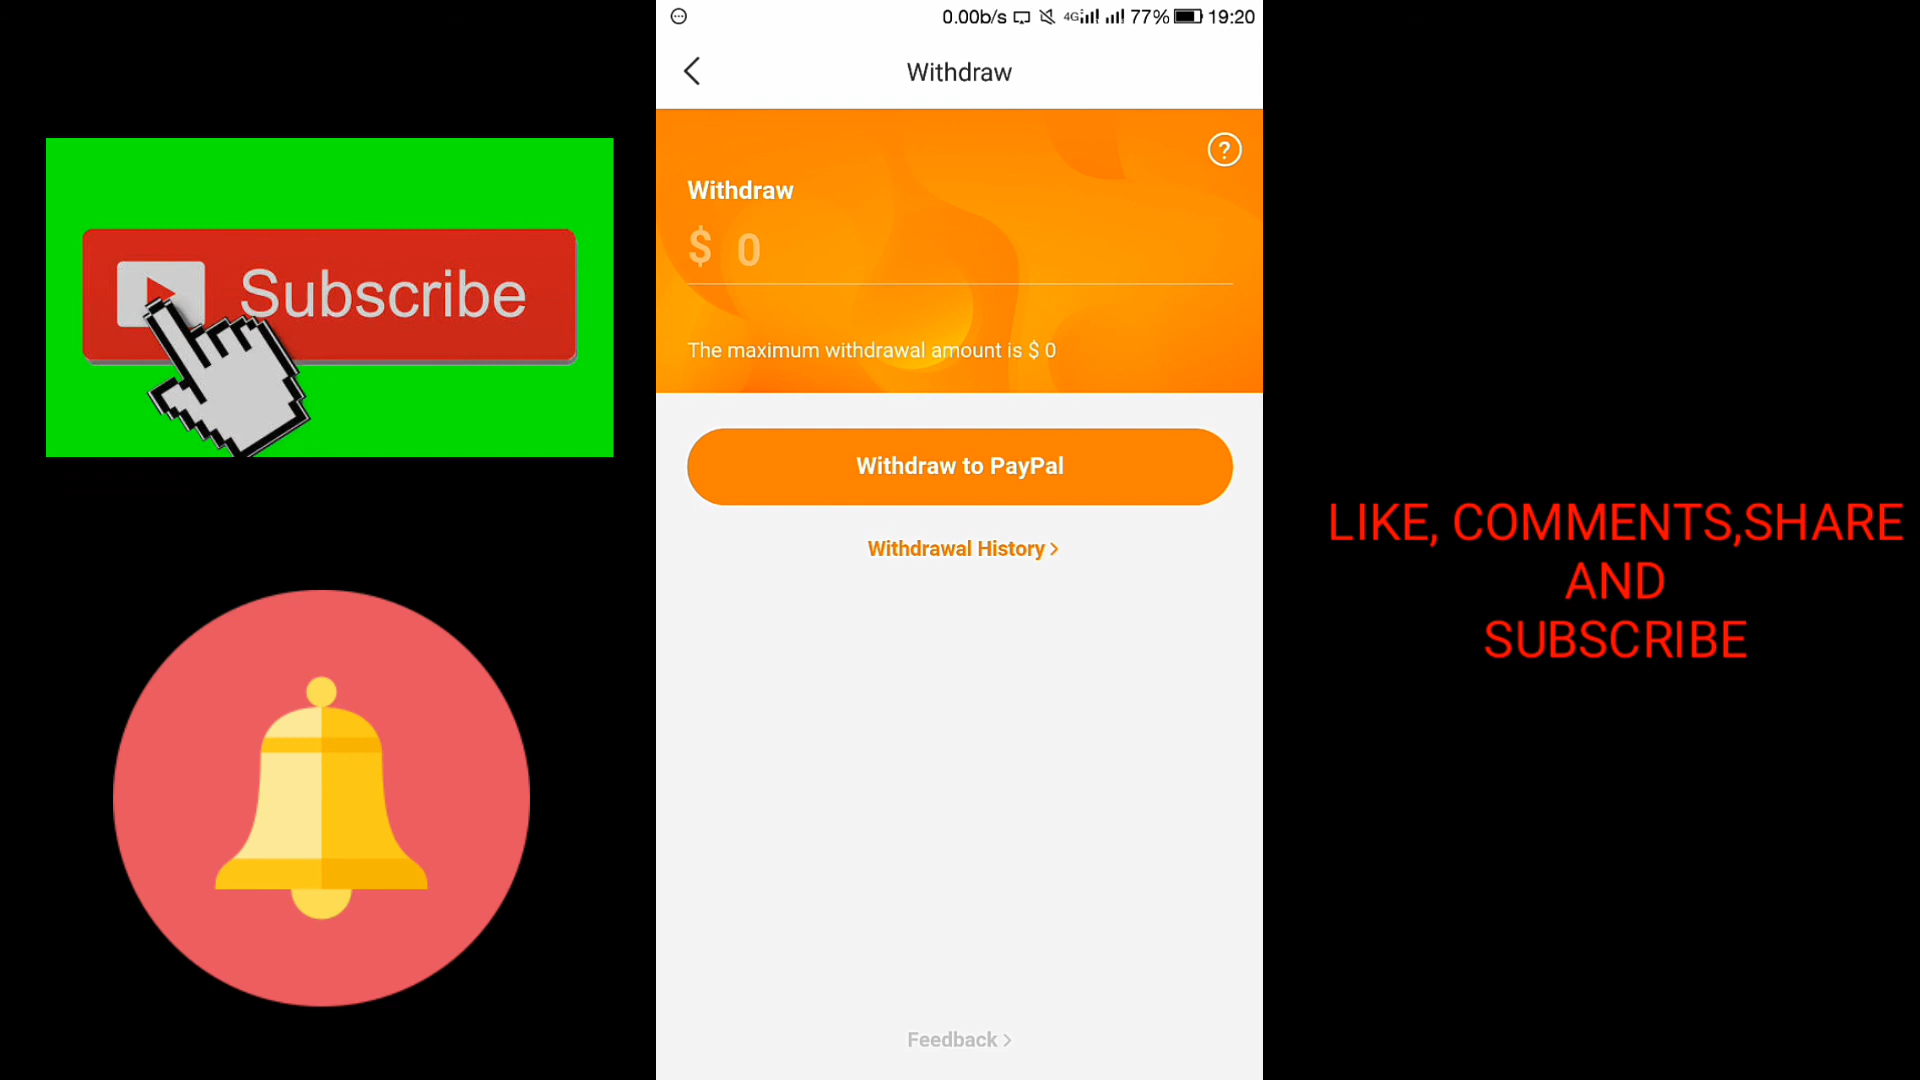 0.00b/s 4G 77% 19:20
Withdraw
?
Withdraw
$ 0
The maximum withdrawal amount is $ 0
Withdraw to PayPal
Withdrawal History >
Feedback >
Subscribe
LIKE, COMMENTS,SHARE
AND
SUBSCRIBE